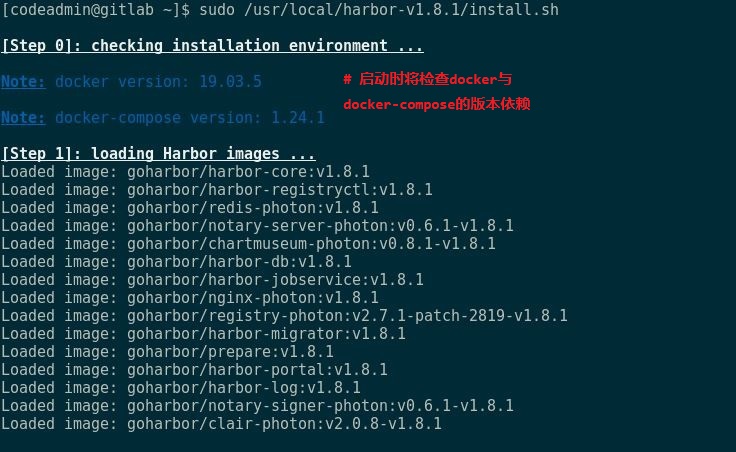 [codeadmin@gitlab ~]$ sudo /usr/local/harbor-v1.8.1/install.sh
[Step 0]: checking installation environment ...
Note: docker version: 19.03.5
# 启动时将检查docker与
docker-compose的版本依赖
Note: docker-compose version: 1.24.1
[Step 1]: loading Harbor images ...
Loaded image: goharbor/harbor-core:v1.8.1
Loaded image: goharbor/harbor-registryctl:v1.8.1
Loaded image: goharbor/redis-photon:v1.8.1
Loaded image: goharbor/notary-server-photon:v0.6.1-v1.8.1
Loaded image: goharbor/chartmuseum-photon:v0.8.1-v1.8.1
Loaded image: goharbor/harbor-db:v1.8.1
Loaded image: goharbor/harbor-jobservice:v1.8.1
Loaded image: goharbor/nginx-photon:v1.8.1
Loaded image: goharbor/registry-photon:v2.7.1-patch-2819-v1.8.1
Loaded image: goharbor/harbor-migrator:v1.8.1
Loaded image: goharbor/prepare:v1.8.1
Loaded image: goharbor/harbor-portal:v1.8.1
Loaded image: goharbor/harbor-log:v1.8.1
Loaded image: goharbor/notary-signer-photon:v0.6.1-v1.8.1
Loaded image: goharbor/clair-photon:v2.0.8-v1.8.1